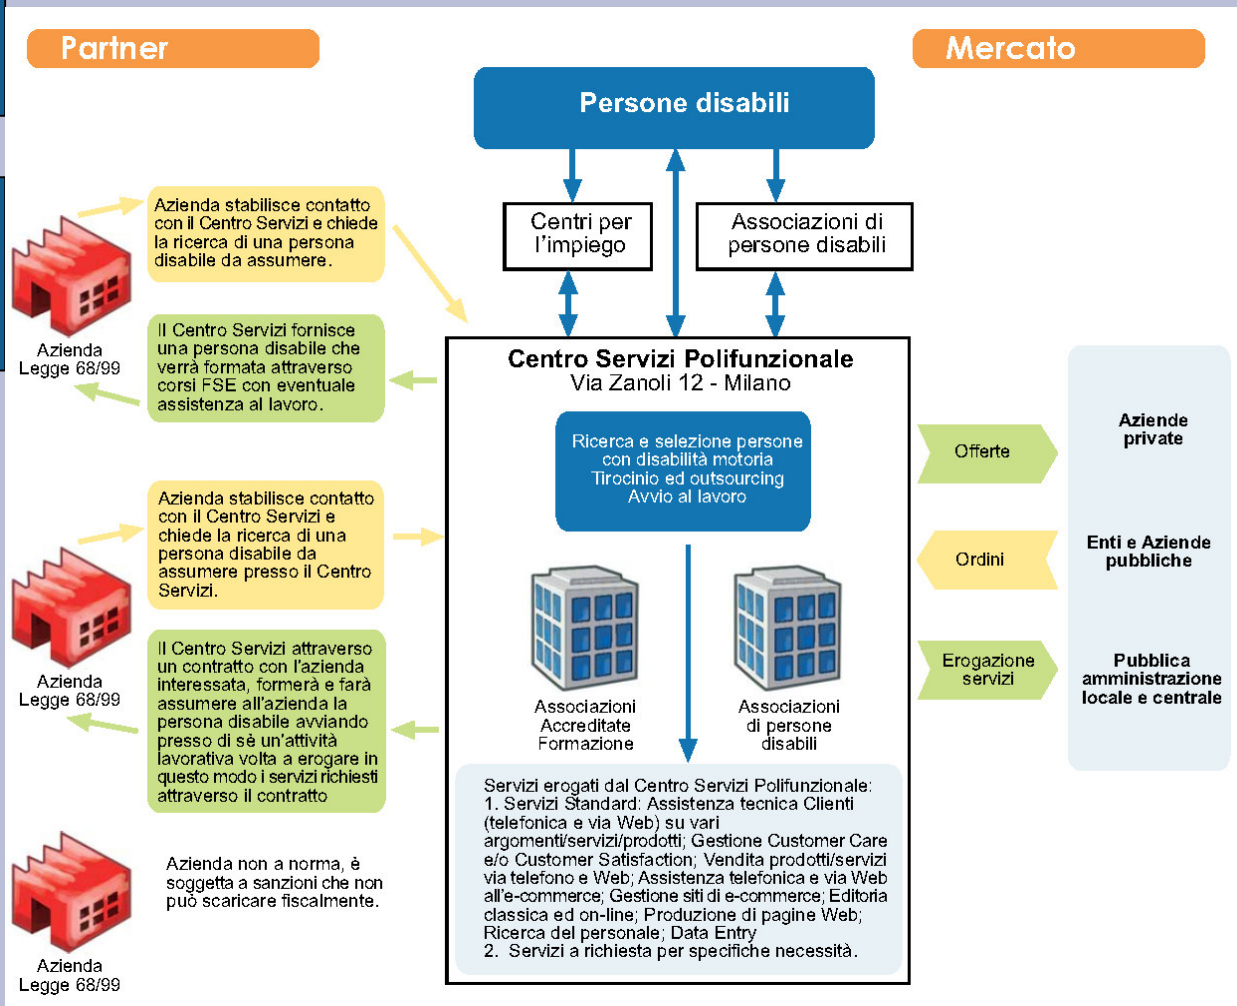 Partner
Mercato
Persone disabili
Centri per
l'impiego
Associazioni di
persone disabili
Azienda stabilisce contatto
con il Centro Servizi e chiede
la ricerca di una persona
disabile da assumere.
Azienda
Legge 68/99
Il Centro Servizi fornisce
una persona disabile che
verrà formata attraverso
corsi FSE con eventuale
assistenza al lavoro.
Azienda stabilisce contatto
con il Centro Servizi e
chiede la ricerca di una
persona disabile da
assumere presso il Centro
Servizi.
Azienda
Legge 68/99
Il Centro Servizi attraverso
un contratto con l'azienda
interessata, formerà e farà
assumere all'azienda la
persona disabile avviando
presso di sè un'attività
lavorativa volta a erogare in
questo modo i servizi richiesti
attraverso il contratto
Azienda non a norma, è
soggetta a sanzioni che non
può scaricare fiscalmente.
Azienda
Legge 68/99
Centro Servizi Polifunzionale
Via Zanoli 12 - Milano
Ricerca e selezione persone
con disabilità motoria
Tirocinio ed outsourcing
Avvio al lavoro
Associazioni
Accreditate
Formazione
Associazioni
di persone
disabili
Servizi erogati dal Centro Servizi Polifunzionale:
1. Servizi Standard: Assistenza tecnica Clienti
(telefonica e via Web) su vari
argomenti/servizi/prodotti; Gestione Customer Care
e/o Customer Satisfaction; Vendita prodotti/servizi
via telefono e Web; Assistenza telefonica e via Web
all'e-commerce; Gestione siti di e-commerce; Editoria
classica ed on-line; Produzione di pagine Web;
Ricerca del personale; Data Entry
2. Servizi a richiesta per specifiche necessità.
Offerte
Ordini
Erogazione
servizi
Aziende
private
Enti e Aziende
pubbliche
Pubblica
amministrazione
locale e centrale